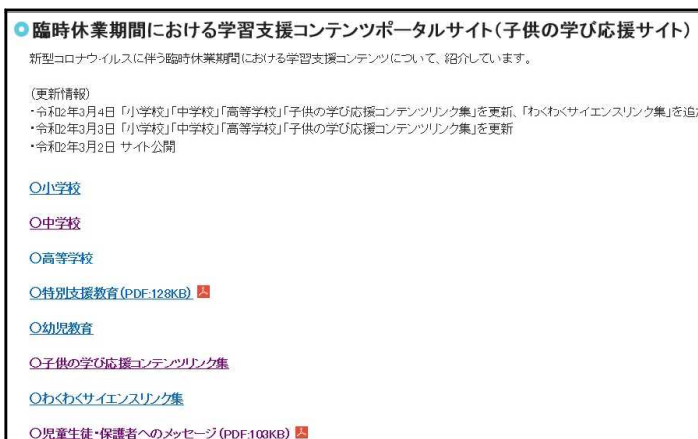 臨時休業期間における学習支援コンテンツポータルサイト(子供の学び応援サイト)
新型コロナウイルスに伴う臨時休業期間における学習支援コンテンツについて、紹介しています。
(更新情報)
・令和2年3月4日 「小学校」「中学校」「高等学校」「子供の学び応援コンテンツリンク集」を更新、「わくわくサイエンスリンク集」を追
・令和2年3月3日 「小学校」「中学校」「高等学校」「子供の学び応援コンテンツリンク集」を更新
・令和2年3月2日 サイト公開
〇小学校
〇中学校
〇高等学校
〇特別支援教育(PDF:128KB)
〇幼児教育
〇子供の学び応援コンテンツリンク集
〇わくわくサイエンスリンク集
〇児童生徒・保護者へのメッセージ(PDF:103KB)